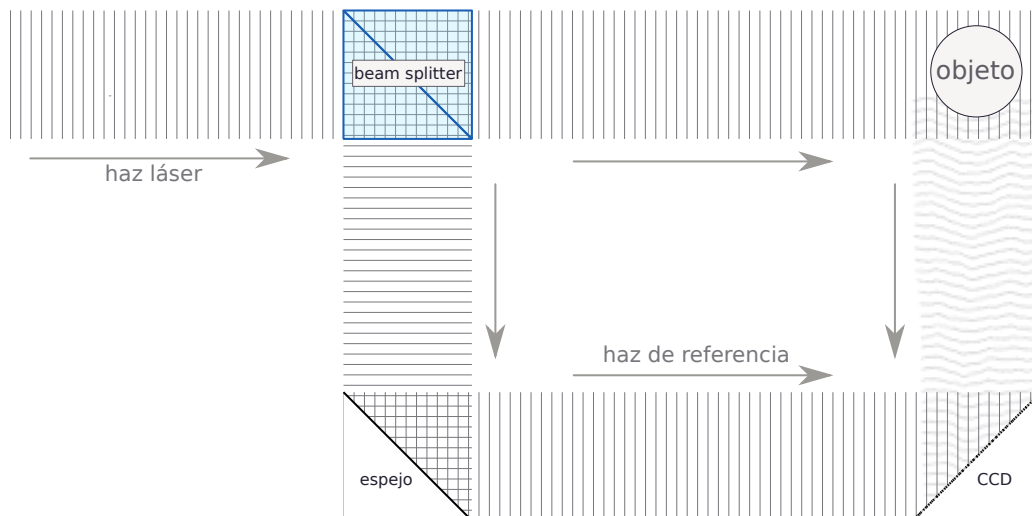 beam splitter
objeto
haz láser
haz de referencia
espejo
CCD